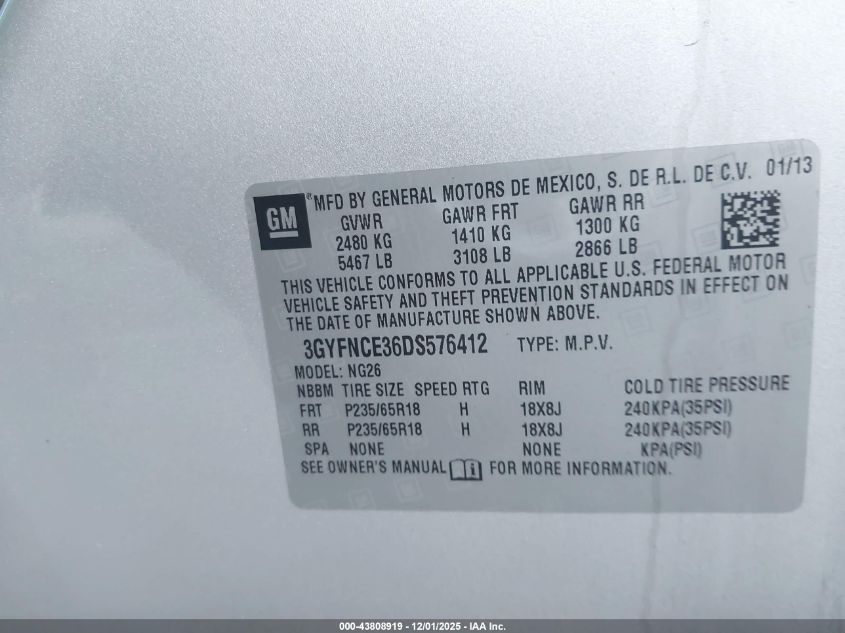 GM ®MFD BY GENERAL MOTORS DE MEXICO, S. DE R.L. DE C.V. 01/13
GVWR GAWR FRT GAWR RR
2480 KG 1410 KG 1300 KG
5467 LB 3108 LB 2866 LB
THIS VEHICLE CONFORMS TO ALL APPLICABLE U.S. FEDERAL MOTOR
VEHICLE SAFETY AND THEFT PREVENTION STANDARDS IN EFFECT ON
THE DATE OF MANUFACTURE SHOWN ABOVE.
3GYFNCE36DS576412 TYPE: M.P.V.
MODEL: NG26
NBBM TIRE SIZE SPEED RTG RIM COLD TIRE PRESSURE
FRT P235/65R18 H 18X8J 240KPA(35PSI)
RR P235/65R18 H 18X8J 240KPA(35PSI)
SPA NONE NONE KPA(PSI)
SEE OWNER'S MANUAL i FOR MORE INFORMATION.
000-43808919 - 12/01/2025 - IAA Inc.